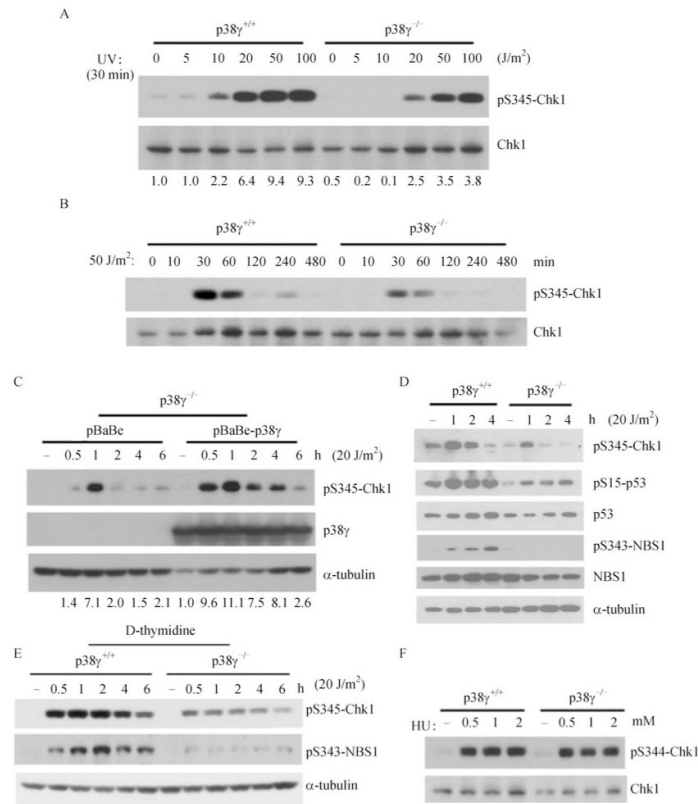 A
p38γ+/+ p38γ−/−
UV: 0 5 10 20 50 100 0 5 10 20 50 100 (J/m²)
(30 min)
pS345-Chk1
Chk1
1.0 1.0 2.2 6.4 9.4 9.3 0.5 0.2 0.1 2.5 3.5 3.8
B
p38γ+/+ p38γ−/−
50 J/m²: 0 10 30 60 120 240 480 0 10 30 60 120 240 480 min
pS345-Chk1
Chk1
C
p38γ−/−
pBaBe pBaBe-p38γ
– 0.5 1 2 4 6 – 0.5 1 2 4 6 h (20 J/m²)
pS345-Chk1
p38γ
α-tubulin
1.4 7.1 2.0 1.5 2.1 1.0 9.6 11.1 7.5 8.1 2.6
D
p38γ+/+ p38γ−/−
– 1 2 4 – 1 2 4 h (20 J/m²)
pS345-Chk1
pS15-p53
p53
pS343-NBS1
NBS1
α-tubulin
D-thymidine
E
p38γ+/+ p38γ−/−
– 0.5 1 2 4 6 – 0.5 1 2 4 6 h
(20 J/m²)
pS345-Chk1
pS343-NBS1
α-tubulin
F
p38γ+/+ p38γ−/−
HU: – 0.5 1 2 – 0.5 1 2 mM
pS344-Chk1
Chk1